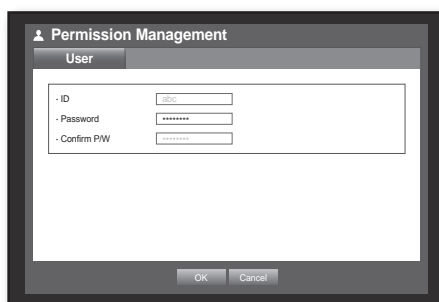 Permission Management
User
- ID abc
- Password ********
- Confirm P/W ********
OK Cancel